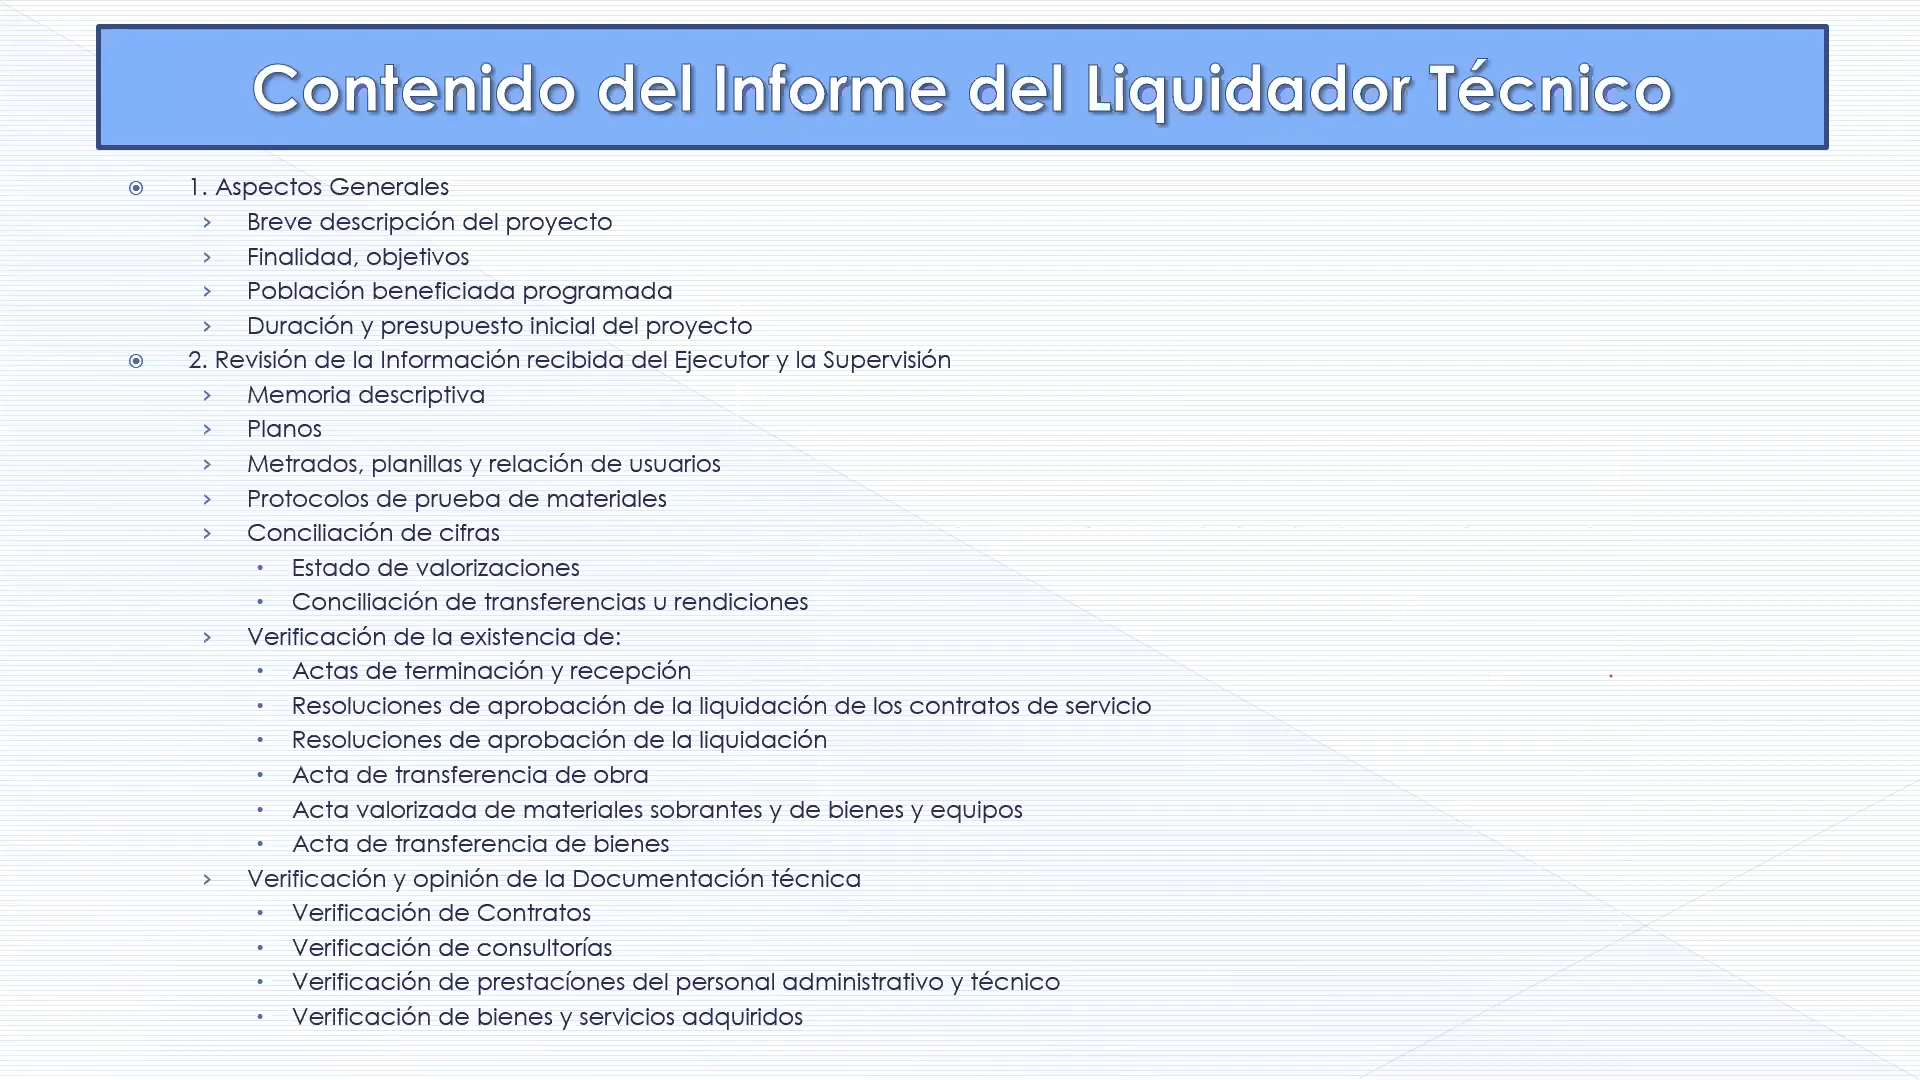 Contenido del Informe del Liquidador Técnico
1. Aspectos Generales
Breve descripción del proyecto
Finalidad, objetivos
Población beneficiada programada
Duración y presupuesto inicial del proyecto
2. Revisión de la Información recibida del Ejecutor y la Supervisión
Memoria descriptiva
Planos
Metrados, planillas y relación de usuarios
Protocolos de prueba de materiales
Conciliación de cifras
Estado de valorizaciones
Conciliación de transferencias u rendiciones
Verificación de la existencia de:
Actas de terminación y recepción
Resoluciones de aprobación de la liquidación de los contratos de servicio
Resoluciones de aprobación de la liquidación
Acta de transferencia de obra
Acta valorizada de materiales sobrantes y de bienes y equipos
Acta de transferencia de bienes
Verificación y opinión de la Documentación técnica
Verificación de Contratos
Verificación de consultorías
Verificación de prestacíones del personal administrativo y técnico
Verificación de bienes y servicios adquiridos